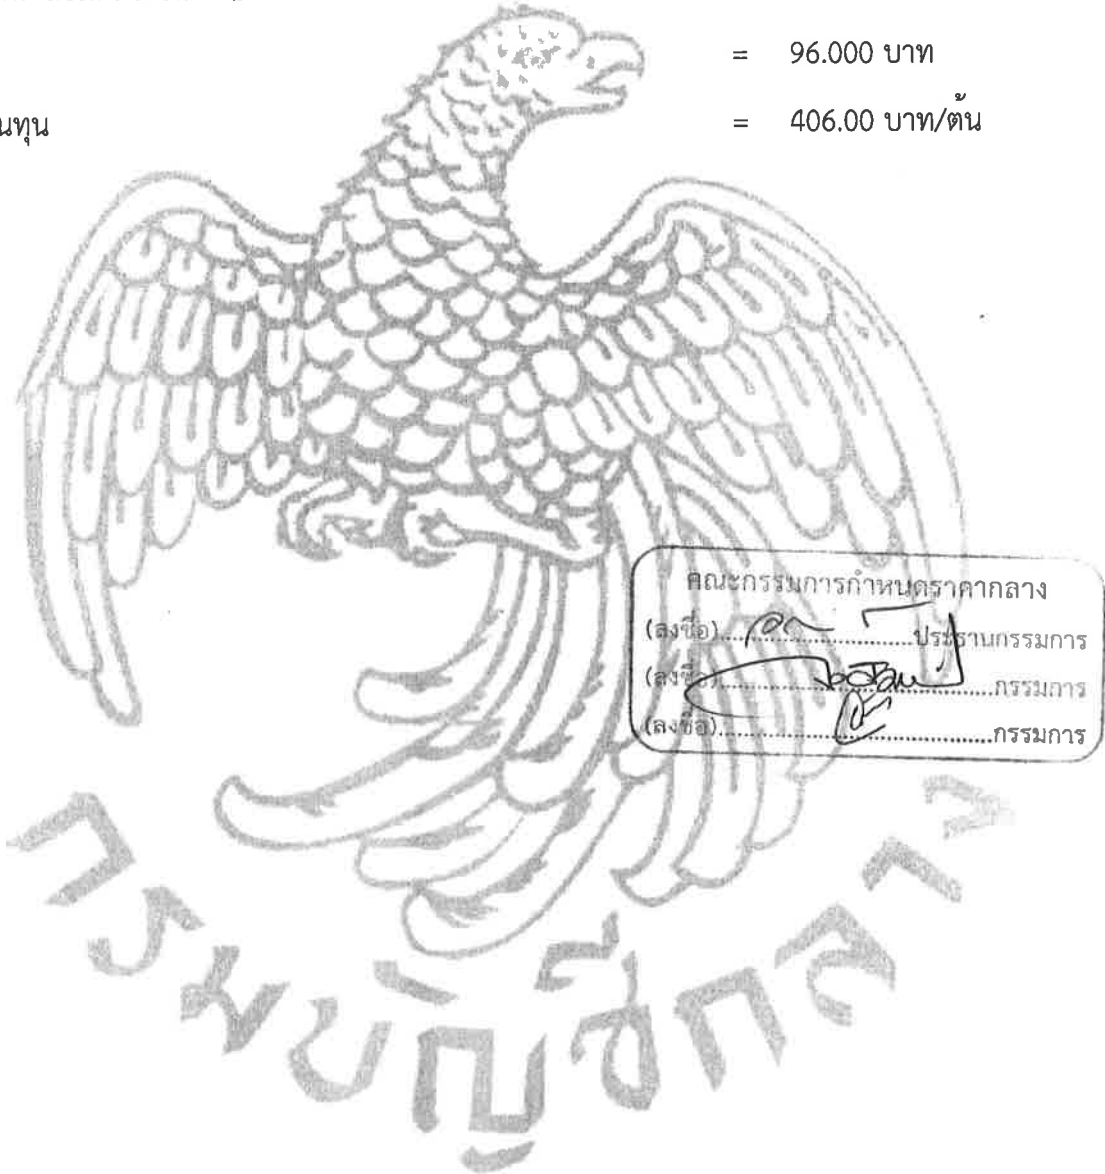 = 96.000 บาท
นทุน = 406.00 บาท/ต้น
คณะกรรมการกำหนดราคากลาง
(ลงชื่อ)....................ประธานกรรมการ
(ลงชื่อ)....................กรรมการ
(ลงชื่อ)....................กรรมการ
กรมบัญชีกลาง